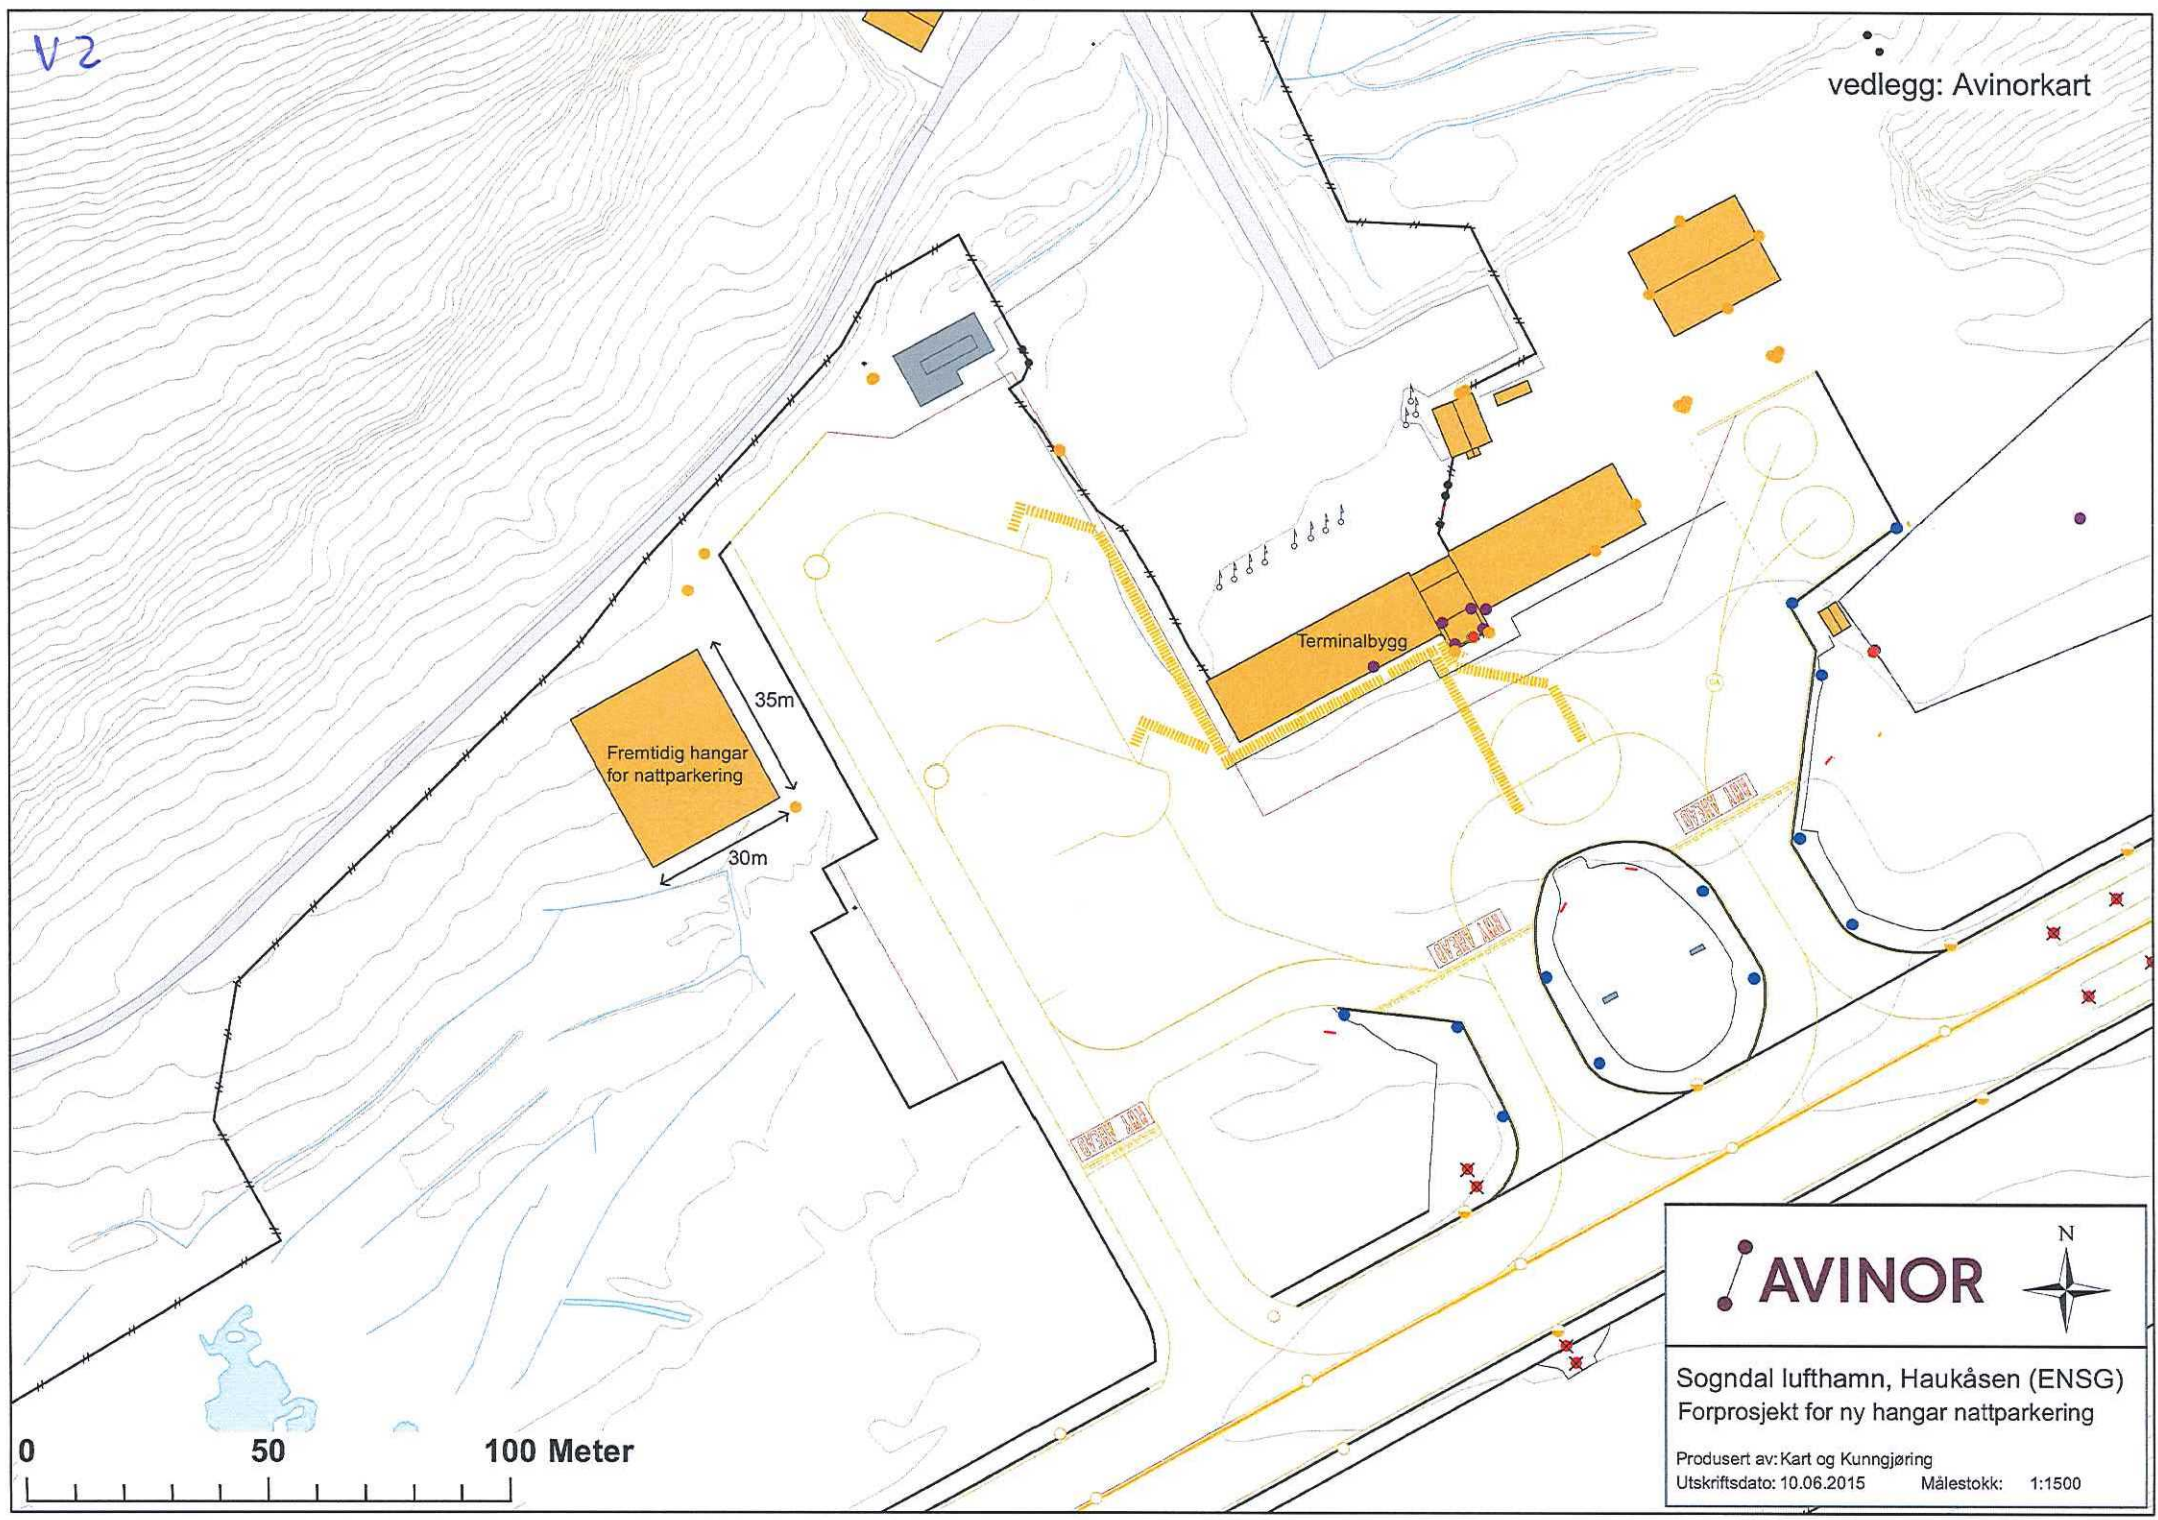 V2
vedlegg: Avinorkart
Terminalbygg
35m
Fremtidig hangar
for nattparkering
30m
N
AVINOR
Sogndal lufthamn, Haukåsen (ENSG)
Forprosjekt for ny hangar nattparkering
Produsert av: Kart og Kunngjøring
Utskriftsdato: 10.06.2015 Målestokk: 1:1500
0 50 100 Meter